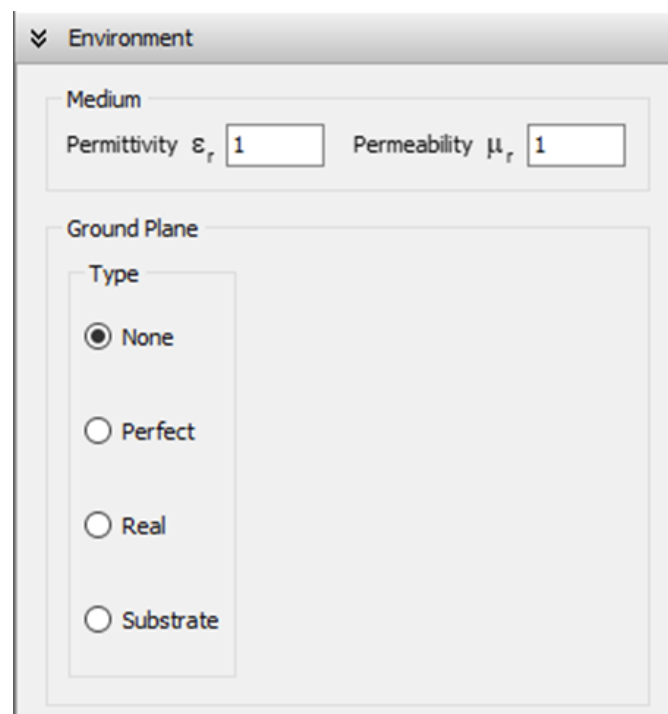 Environment
Medium
Permittivity εr 1 Permeability μr 1
Ground Plane
Type
None
Perfect
Real
Substrate